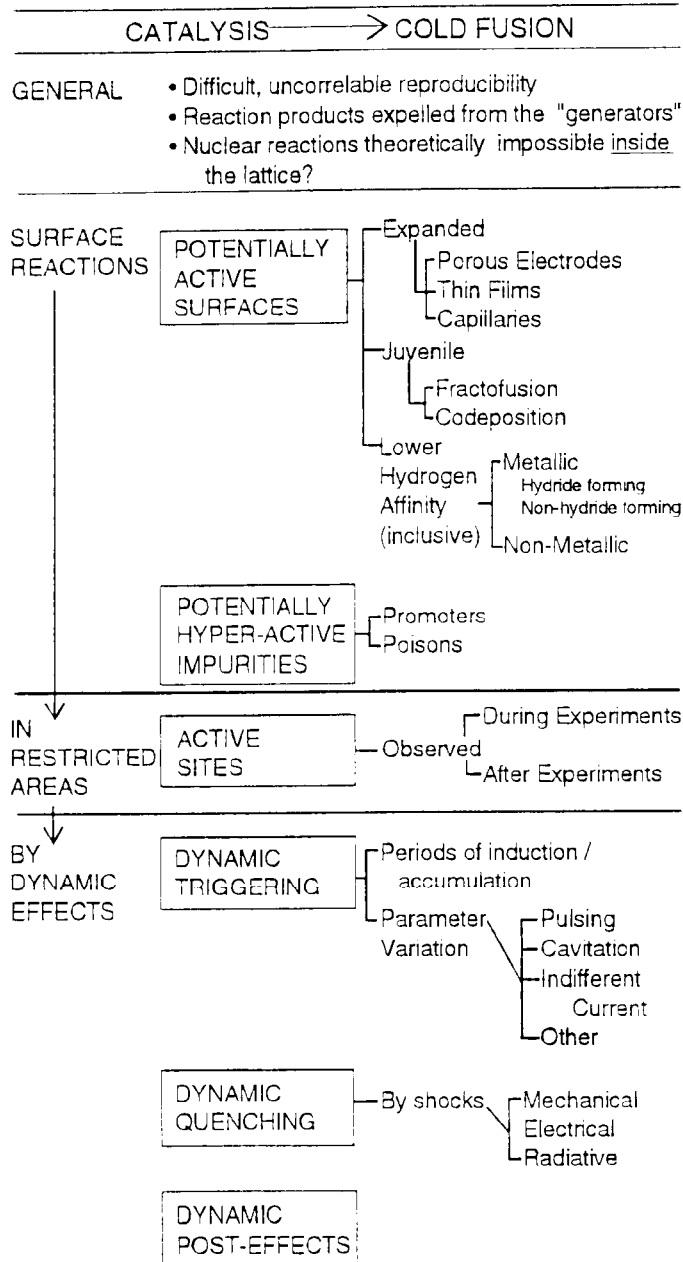 CATALYSIS → COLD FUSION
GENERAL
• Difficult, uncorrelable reproducibility
• Reaction products expelled from the "generators"
• Nuclear reactions theoretically impossible inside
the lattice?
SURFACE
REACTIONS
POTENTIALLY
ACTIVE
SURFACES
Expanded
Porous Electrodes
Thin Films
Capillaries
Juvenile
Fractofusion
Codeposition
Lower
Hydrogen
Affinity
(inclusive)
Metallic
Hydride forming
Non-hydride forming
Non-Metallic
POTENTIALLY
HYPER-ACTIVE
IMPURITIES
Promoters
Poisons
IN
RESTRICTED
AREAS
ACTIVE
SITES
Observed
During Experiments
After Experiments
BY
DYNAMIC
EFFECTS
DYNAMIC
TRIGGERING
Periods of induction /
accumulation
Parameter
Variation
Pulsing
Cavitation
Indifferent
Current
Other
DYNAMIC
QUENCHING
By shocks
Mechanical
Electrical
Radiative
DYNAMIC
POST-EFFECTS